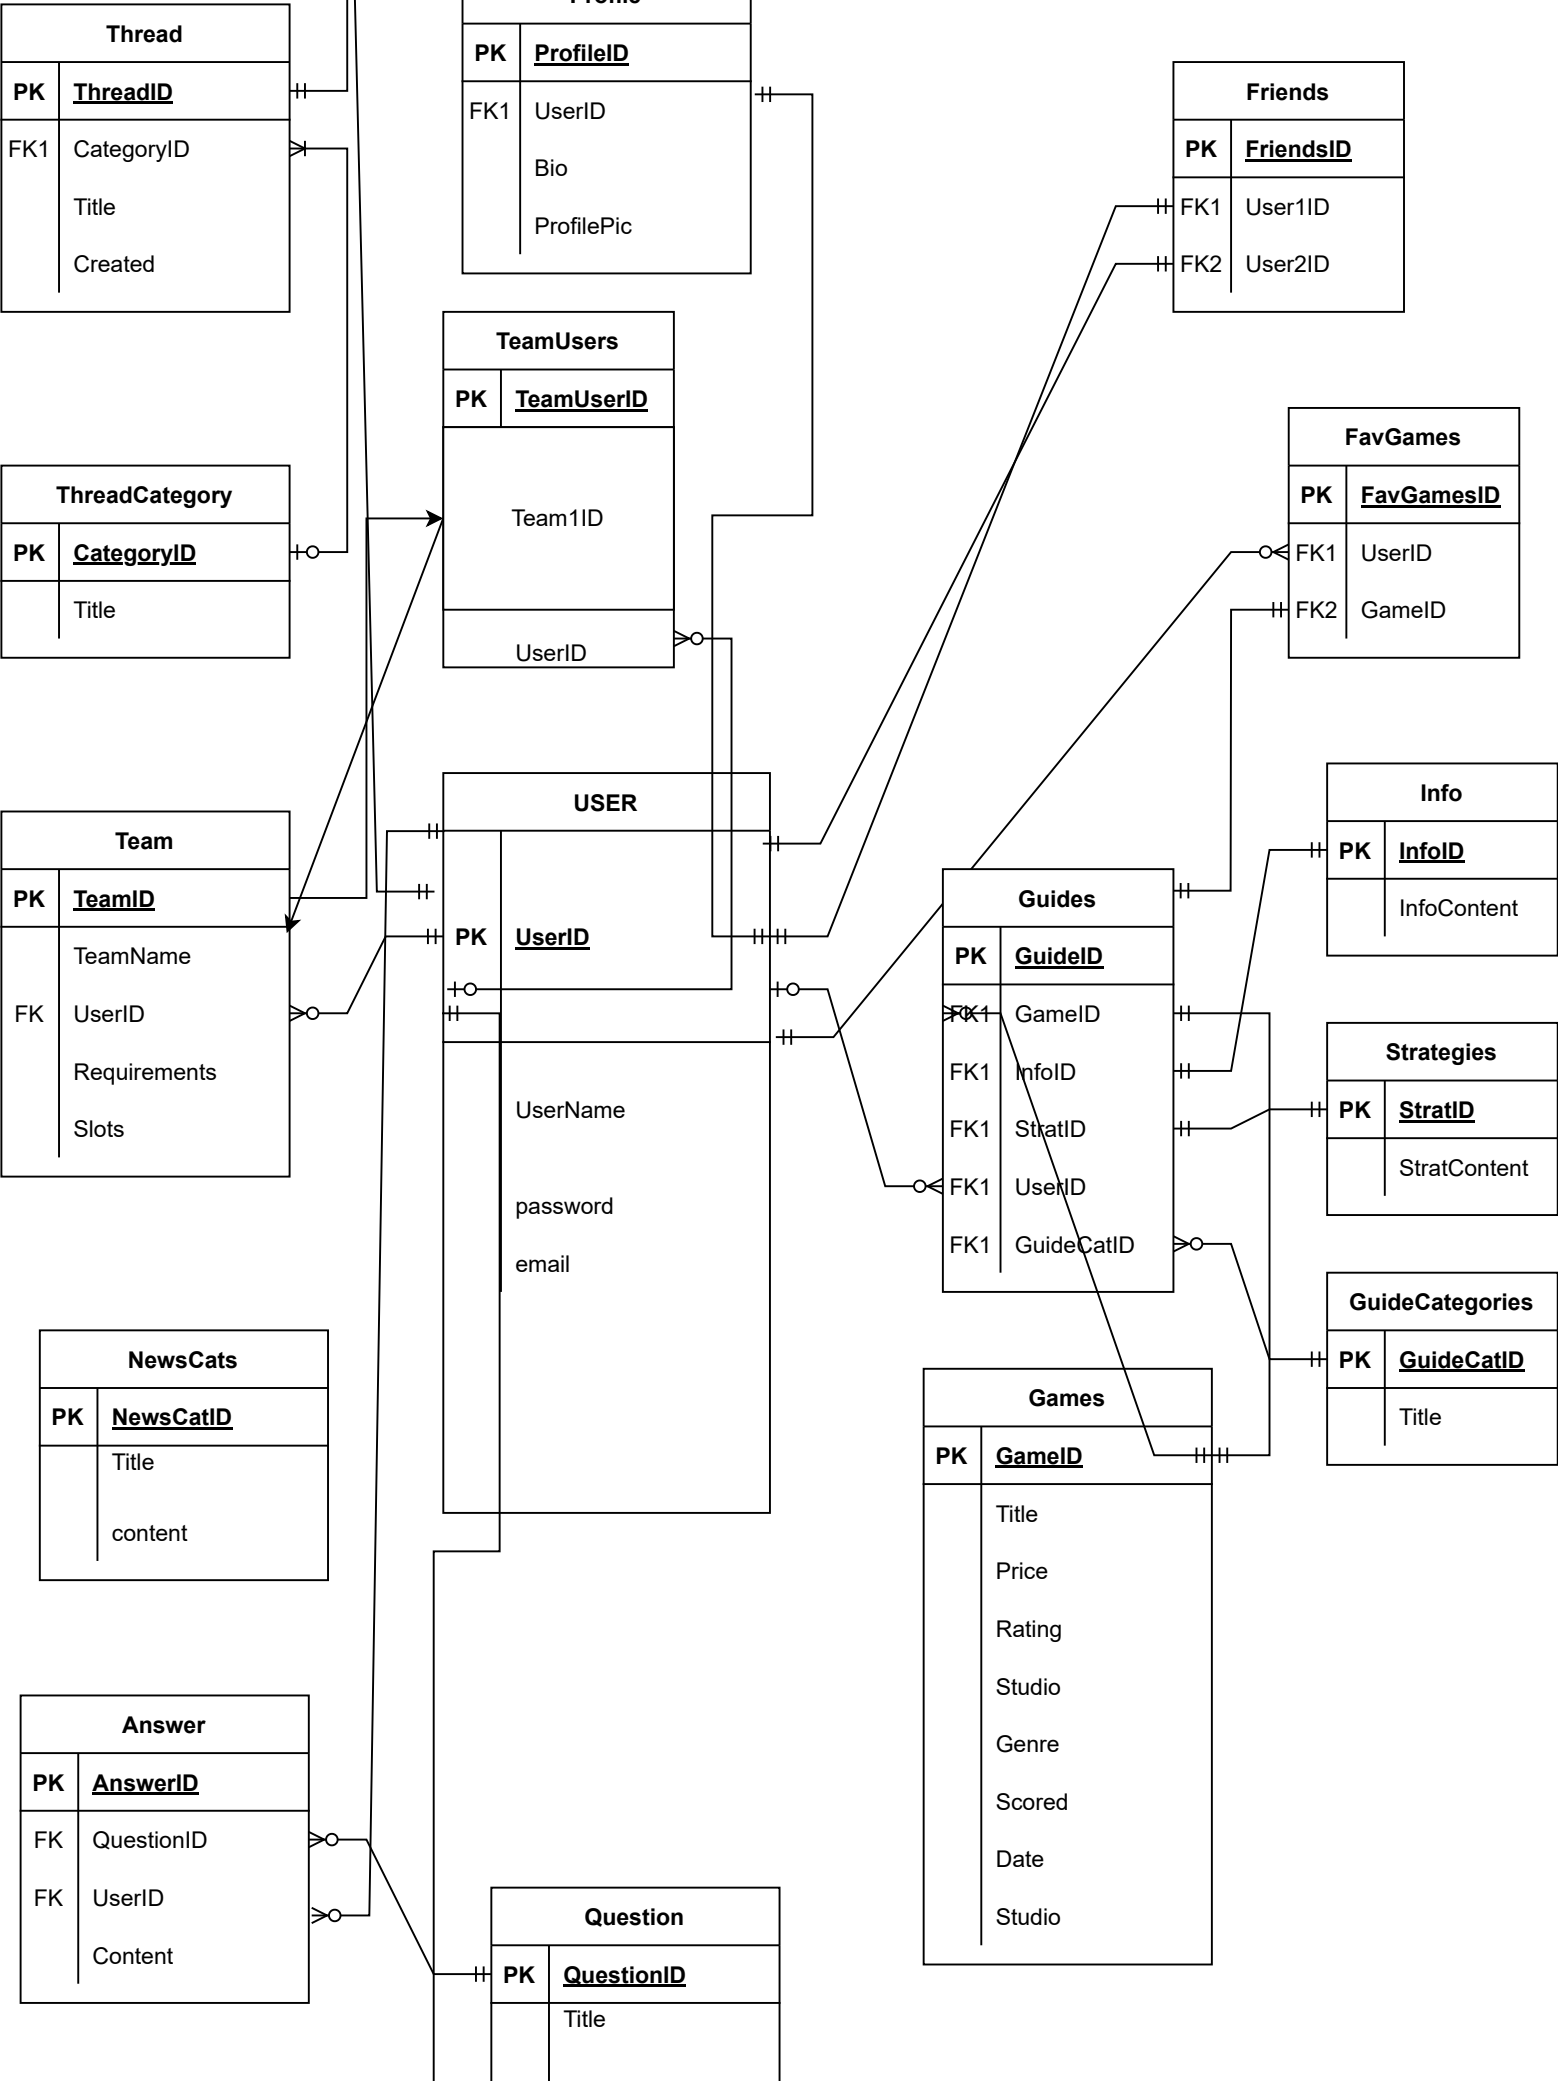 Thread
PK ThreadID
FK1 CategoryID
Title
Created
PK ProfileID
FK1 UserID
Bio
ProfilePic
Friends
PK FriendsID
FK1 User1ID
FK2 User2ID
TeamUsers
PK TeamUserID
Team1ID
UserID
FavGames
PK FavGamesID
FK1 UserID
FK2 GameID
ThreadCategory
PK CategoryID
Title
USER
PK UserID
UserName
password
email
Info
PK InfoID
InfoContent
Team
PK TeamID
TeamName
FK UserID
Requirements
Slots
Guides
PK GuideID
FK1 GameID
FK1 InfoID
FK1 StratID
FK1 UserID
FK1 GuideCatID
Strategies
PK StratID
StratContent
GuideCategories
PK GuideCatID
Title
NewsCats
PK NewsCatID
Title
content
Games
PK GameID
Title
Price
Rating
Studio
Genre
Scored
Date
Studio
Answer
PK AnswerID
FK QuestionID
FK UserID
Content
Question
PK QuestionID
Title